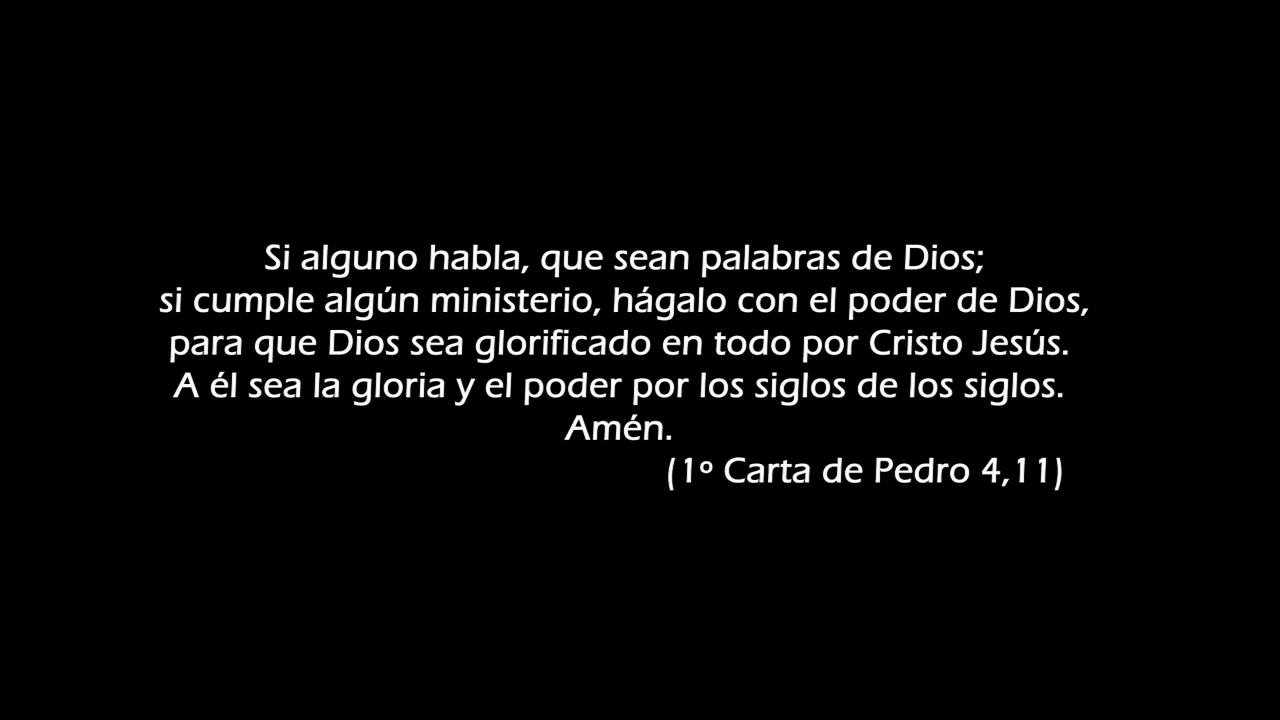 Si alguno habla, que sean palabras de Dios;
si cumple algún ministerio, hágalo con el poder de Dios,
para que Dios sea glorificado en todo por Cristo Jesús.
A él sea la gloria y el poder por los siglos de los siglos.
Amén.
(1º Carta de Pedro 4,11)